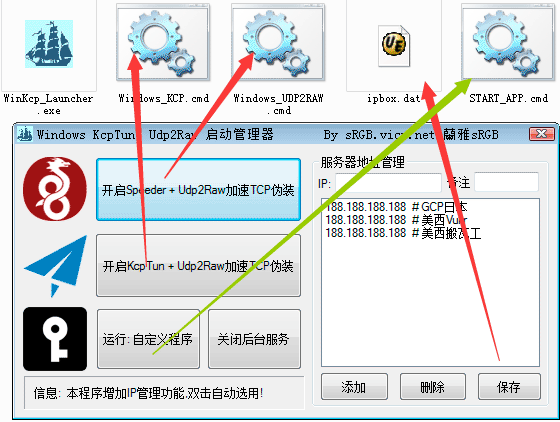 WinKcp_Launcher
.exe
Windows_KCP.cmd
Windows_UDP2RAW
.cmd
ipbox.dat
START_APP.cmd
Windows KcpTun Udp2Raw 启动管理器 By sRGB.vicp.net 蘭雅sRGB
开启Speeder + Udp2Raw加速TCP伪装
开启KcpTun + Udp2Raw加速TCP伪装
运行: 自定义程序
关闭后台服务
信息: 本程序增加IP管理功能,双击自动选用!
服务器地址管理
IP:
备注
188.188.188.188 # GCP日本
188.188.188.188 # 美西Vultr
188.188.188.188 # 美西搬瓦工
添加
删除
保存